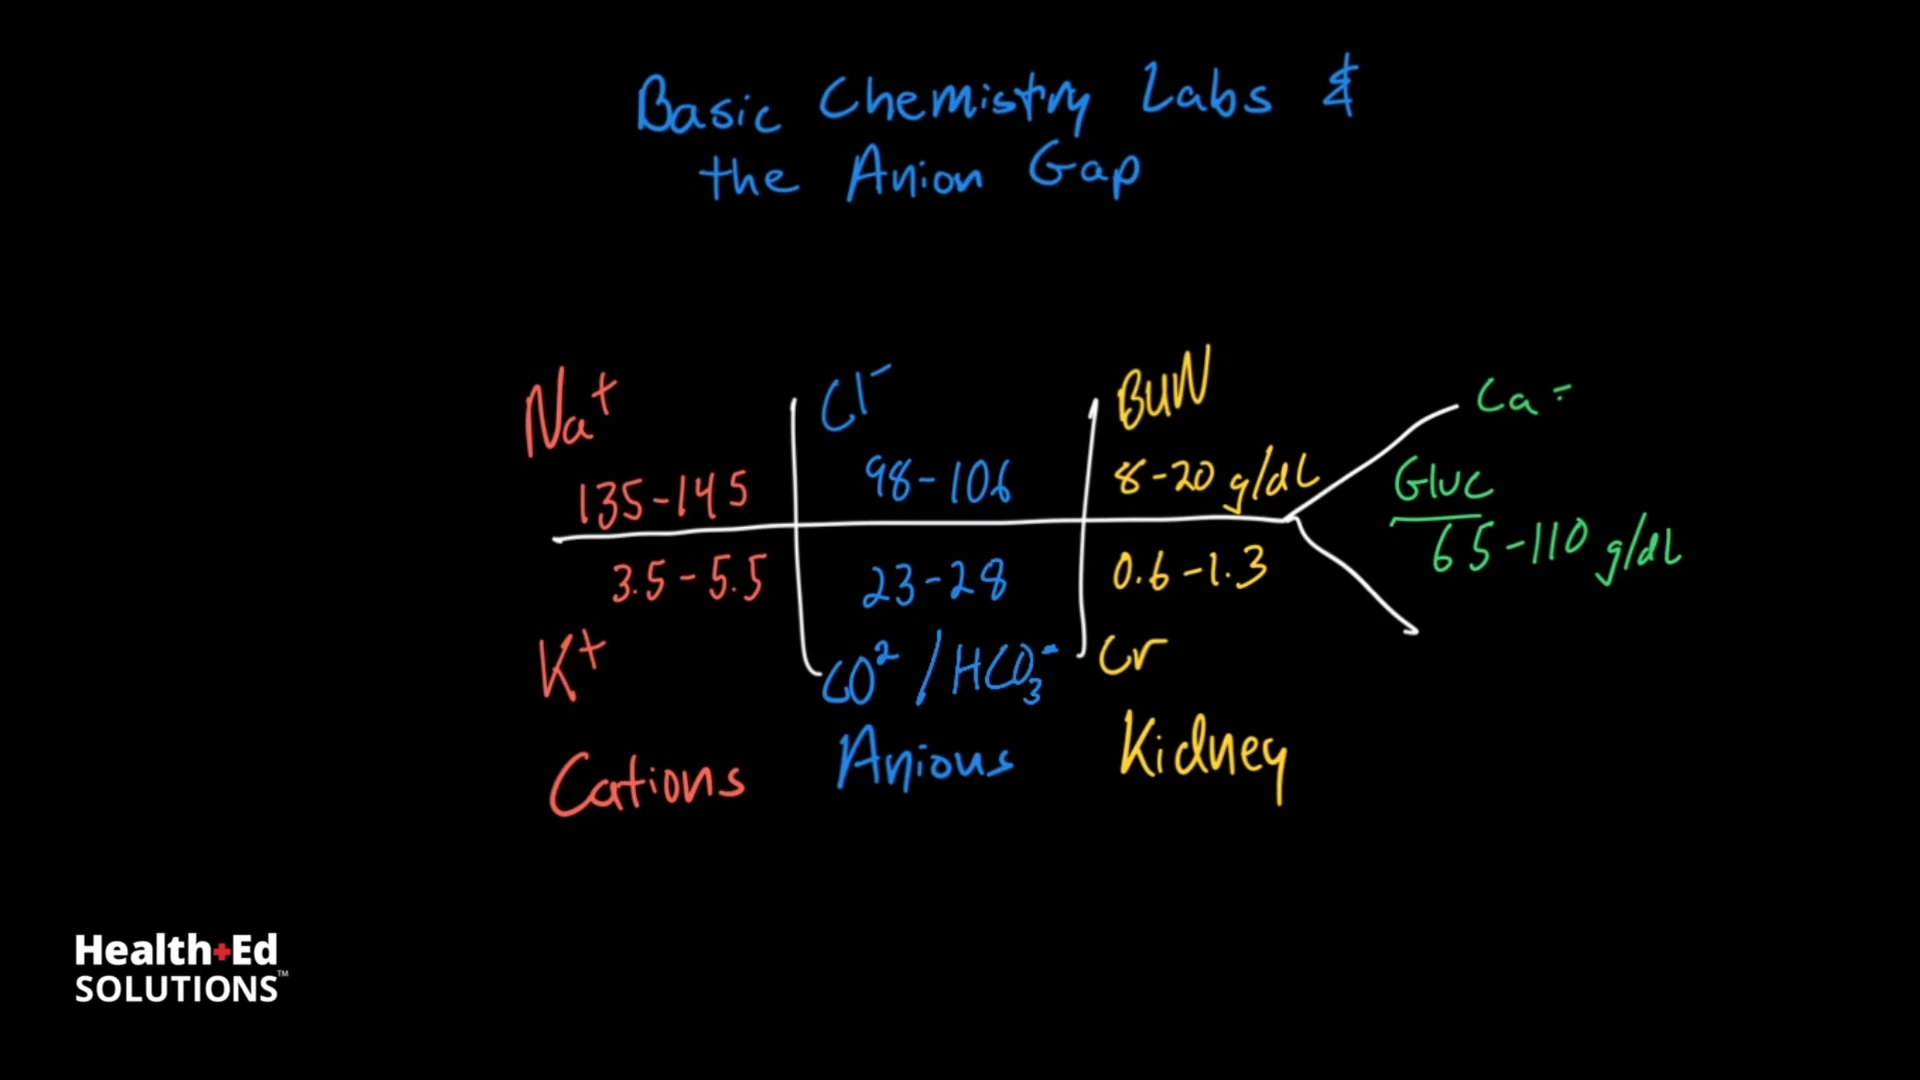 Basic Chemistry Labs &
the Anion Gap
Na+ Cl- BUN Ca÷
135-145 98-106 8-20 g/dL Gluc
3.5-5.5 23-28 0.6-1.3 65-110 g/dL
K+ CO² / HCO₃- Cr
Cations Anions Kidney
Health+Ed
SOLUTIONS™